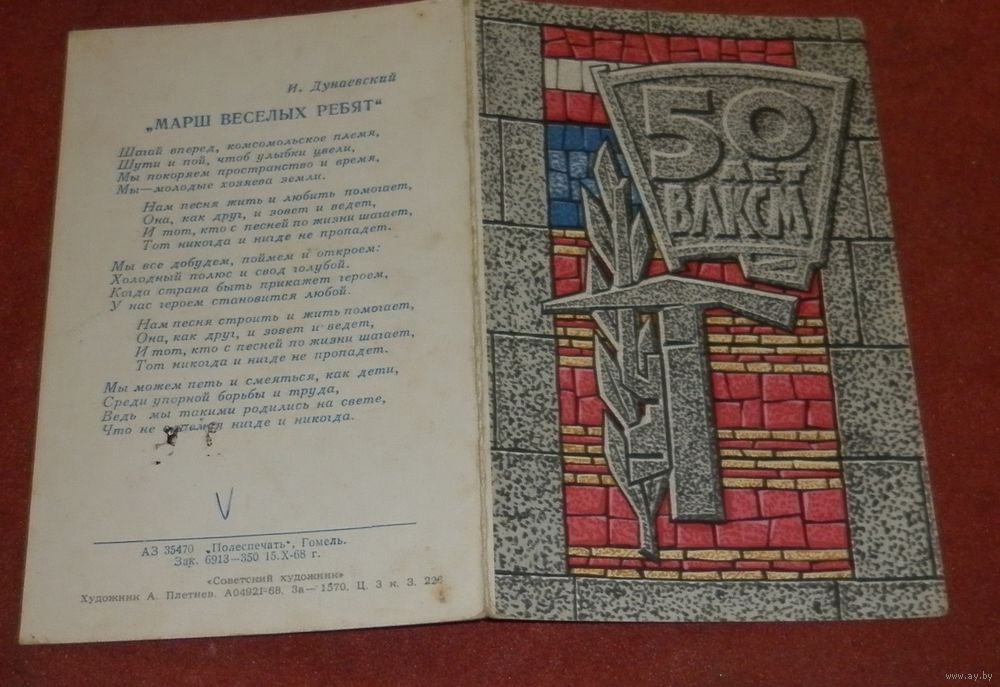 И. Дунаевский
„МАРШ ВЕСЕЛЫХ РЕБЯТ“
Шагай вперед, комсомольское племя,
Шути и пой, чтоб улыбки цвели,
Мы покоряем пространство и время,
Мы—молодые хозяева земли.
Нам песня жить и любить помогает,
Она, как друг, и зовет и ведет,
И тот, кто с песней по жизни шагает,
Тот никогда и нигде не пропадет.
Мы все добудем, поймем и откроем:
Холодный полюс и свод голубой.
Когда страна быть прикажет героем,
У нас героем становится любой.
Нам песня строить и жить помогает,
Она, как друг, и зовет и ведет,
И тот, кто с песней по жизни шагает,
Тот никогда и нигде не пропадет.
Мы можем петь и смеяться, как дети,
Среди упорной борьбы и труда,
Ведь мы такими родились на свете,
Что не нигде и никогда.
V
АЗ 35470 „Полеспечать“, Гомель.
Зак. 6913—350 15.X-68 г.
«Советский художник»
Художник А. Плетнев. А04921-68. За—1570. Ц. 3 к. З. 226
50
ЛЕТ
ВЛКСМ
www.ay.by